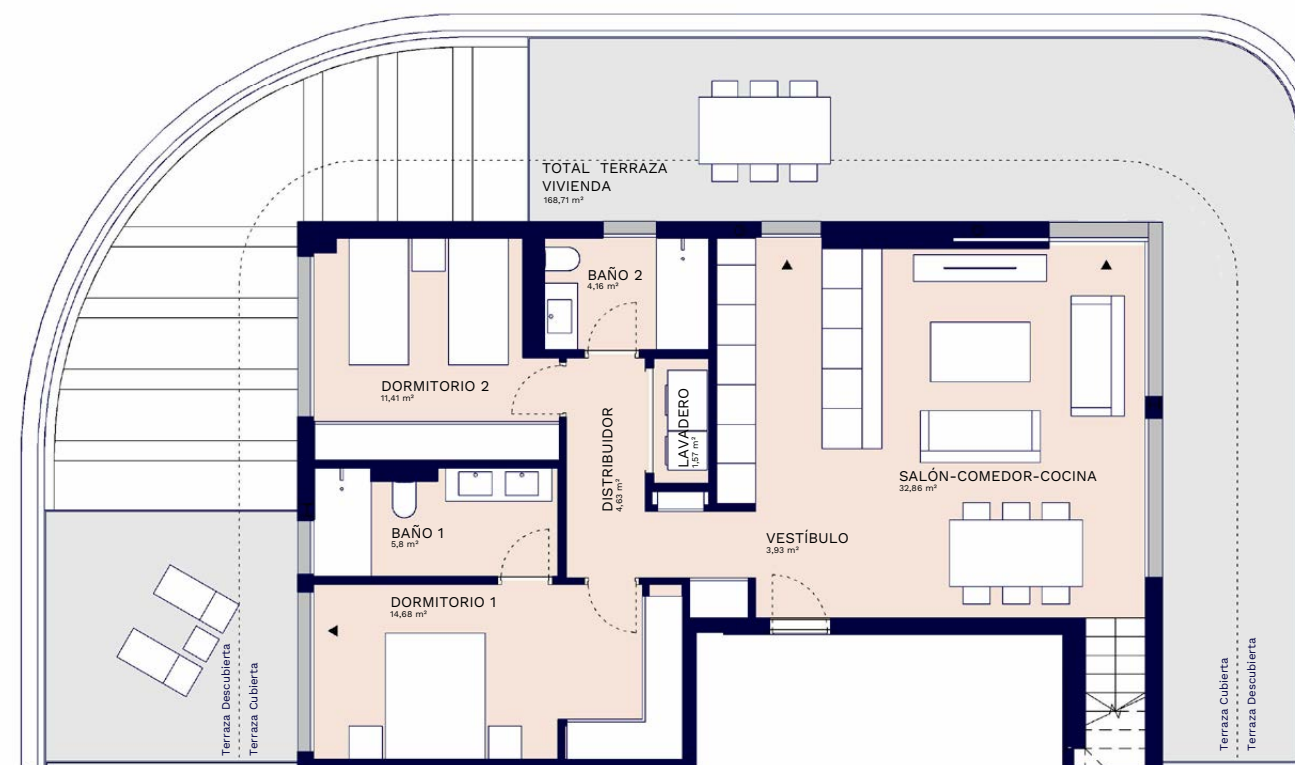 TOTAL TERRAZA
VIVIENDA
168,71 m²
BAÑO 2
4,16 m²
DORMITORIO 2
11,41 m²
DISTRIBUIDOR
4,63 m²
LAVADERO
1,57 m²
SALÓN-COMEDOR-COCINA
32,86 m²
BAÑO 1
5,8 m²
VESTÍBULO
3,93 m²
DORMITORIO 1
14,68 m²
Terraza Descubierta
Terraza Cubierta
Terraza Cubierta
Terraza Descubierta